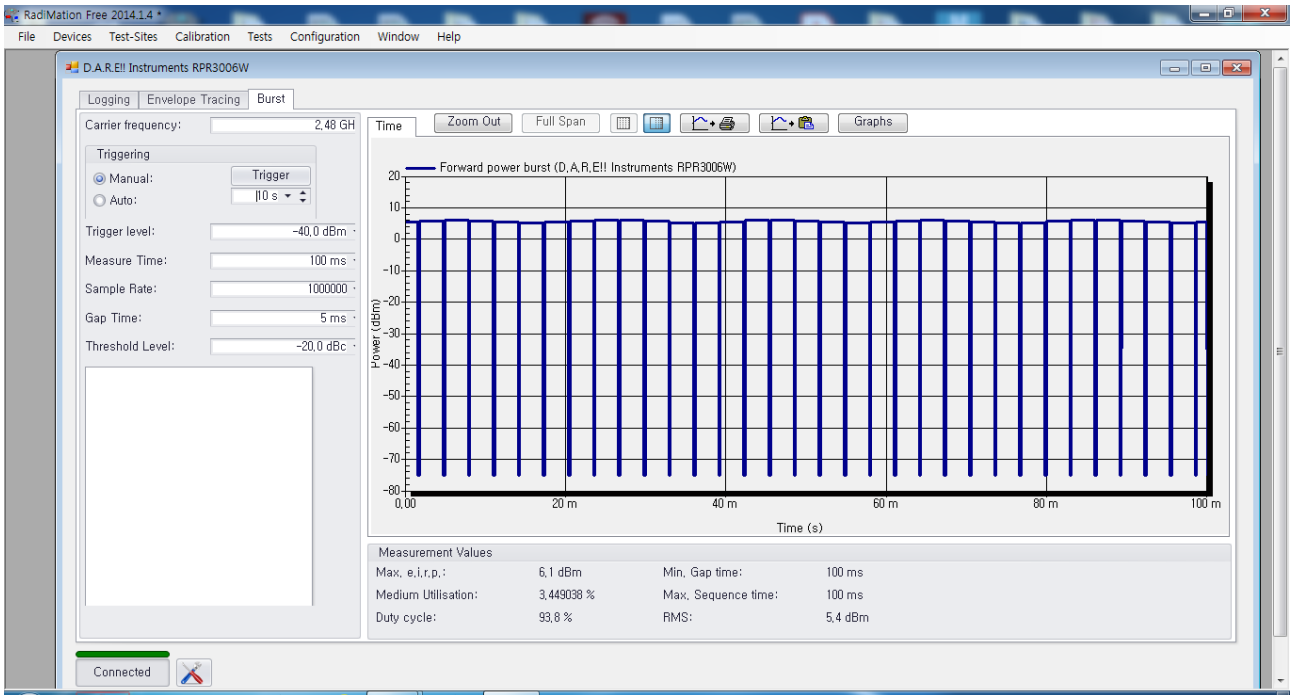 RadiMation Free 2014.1.4 *
File Devices Test-Sites Calibration Tests Configuration Window Help
D.A.R.E!! Instruments RPR3006W
Logging Envelope Tracing Burst
Carrier frequency: 2,48 GH
Triggering
Manual: Trigger
Auto: 10 s
Trigger level: -40,0 dBm
Measure Time: 100 ms
Sample Rate: 1000000
Gap Time: 5 ms
Threshold Level: -20,0 dBc
Time Zoom Out Full Span Graphs
Forward power burst (D,A,R,E!! Instruments RPR3006W)
20
10
0
-10
-20
-30
-40
-50
-60
-70
-80
Power (dBm)
0,00 20 m 40 m 60 m 80 m 100 m
Time (s)
Measurement Values
Max, e,i,r,p,: 6,1 dBm Min, Gap time: 100 ms
Medium Utilisation: 3,449038 % Max, Sequence time: 100 ms
Duty cycle: 93,8 % RMS: 5,4 dBm
Connected